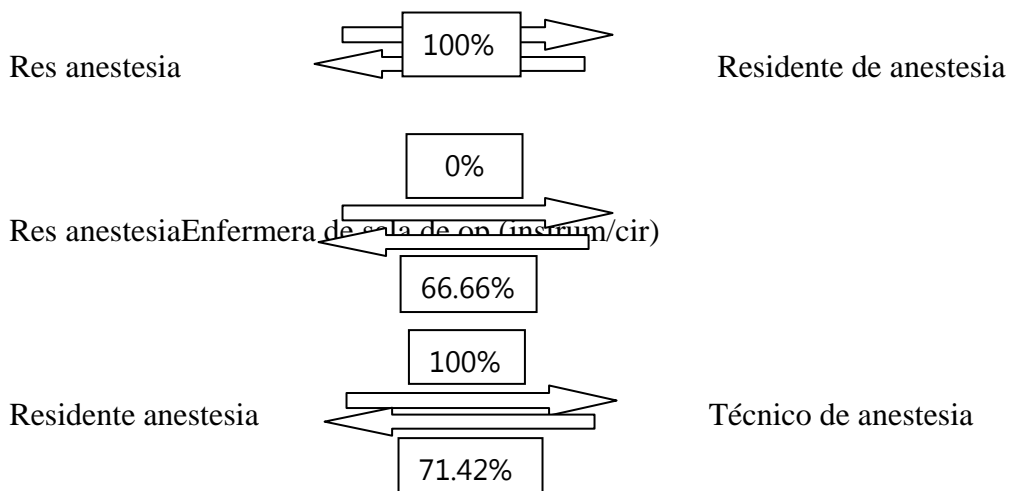 100%
Res anestesia Residente de anestesia
0%
Res anestesiaEnfermera de sala de op (instrum/cir)
66.66%
100%
Residente anestesia Técnico de anestesia
71.42%